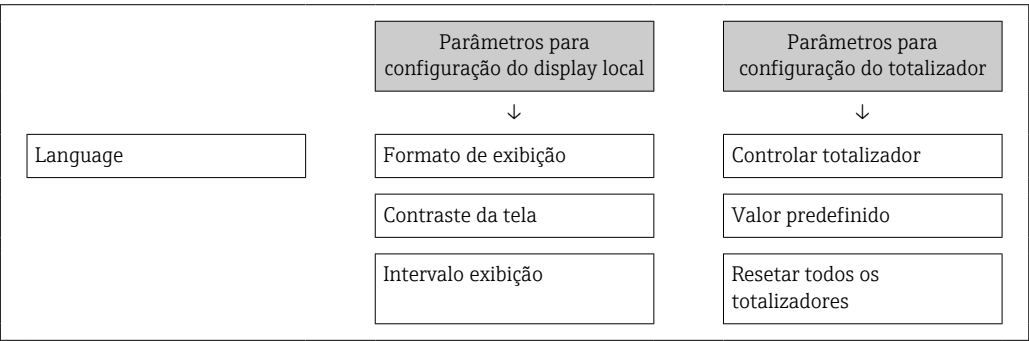 Parâmetros para
configuração do display local
Parâmetros para
configuração do totalizador
↓
↓
Language
Formato de exibição
Controlar totalizador
Contraste da tela
Valor predefinido
Intervalo exibição
Resetar todos os
totalizadores